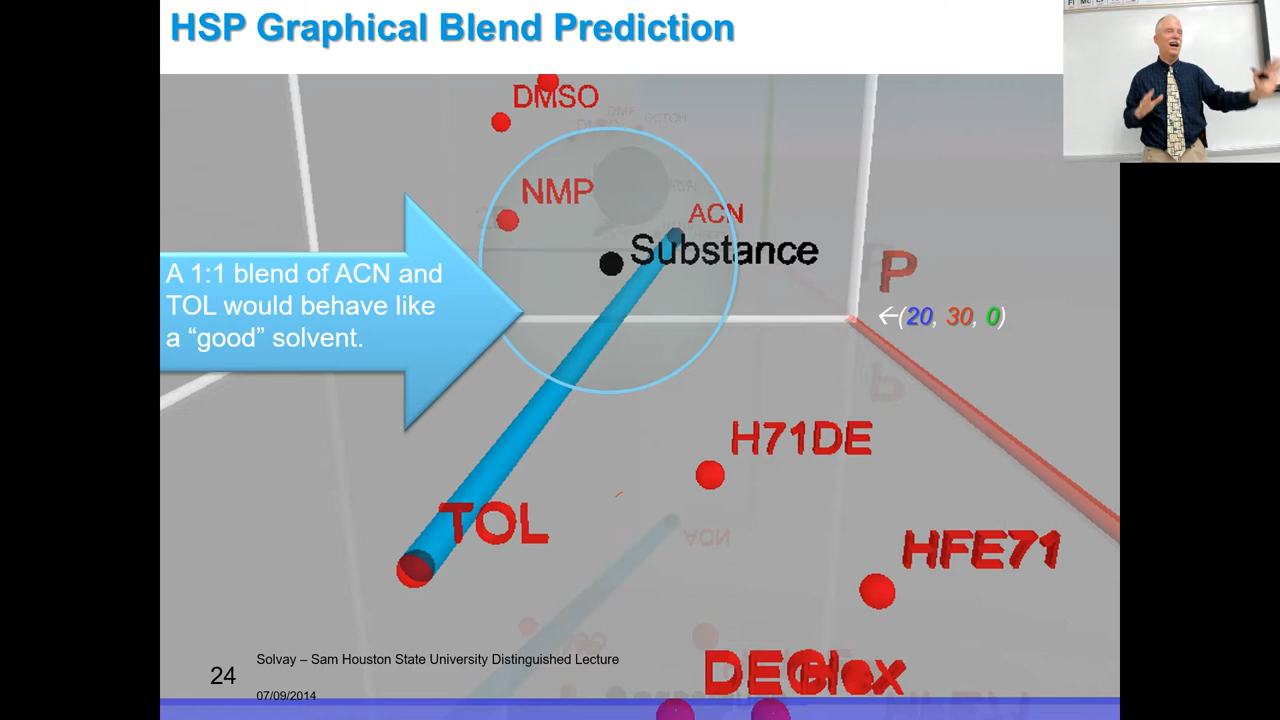 HSP Graphical Blend Prediction
DMSO
NMP
ACN
Substance
P
A 1:1 blend of ACN and
TOL would behave like
a “good” solvent.
←(20, 30, 0)
H71DE
TOL
HFE71
Solvay – Sam Houston State University Distinguished Lecture
24
07/09/2014